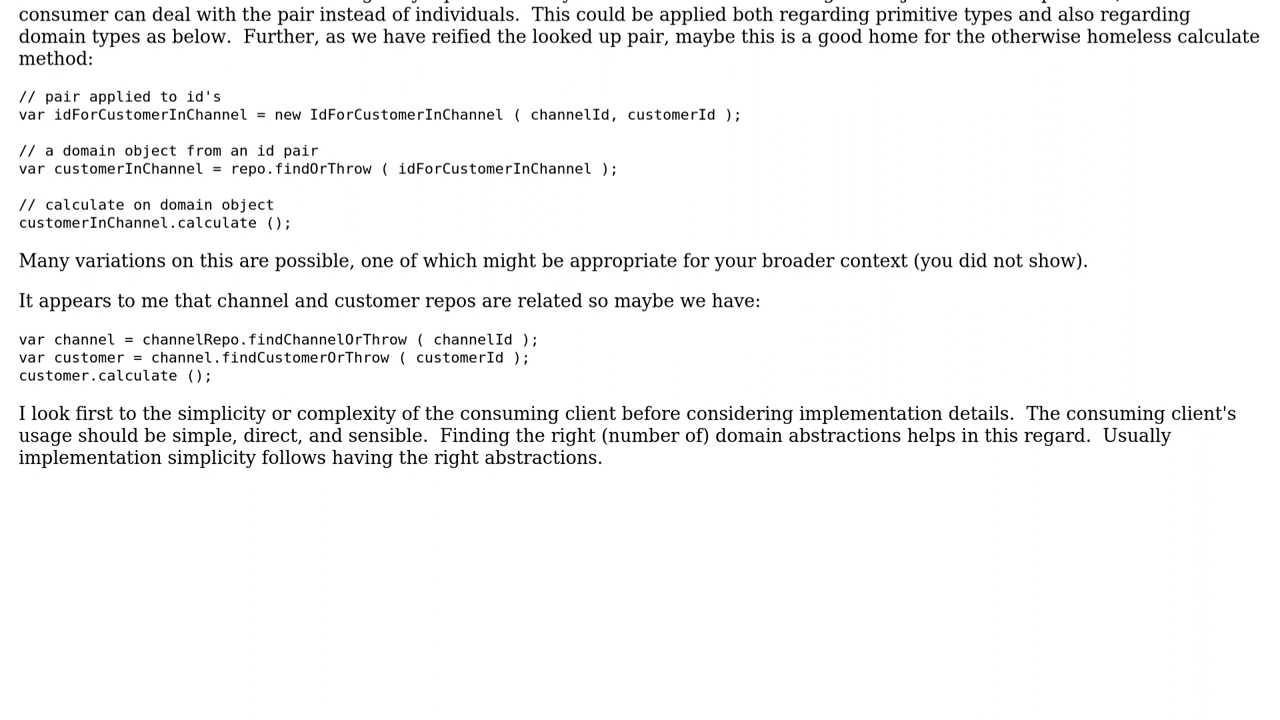 consumer can deal with the pair instead of individuals.  This could be applied both regarding primitive types and also regarding
domain types as below.  Further, as we have reified the looked up pair, maybe this is a good home for the otherwise homeless calculate
method:
// pair applied to id's
var idForCustomerInChannel = new IdForCustomerInChannel ( channelId, customerId );
// a domain object from an id pair
var customerInChannel = repo.findOrThrow ( idForCustomerInChannel );
// calculate on domain object
customerInChannel.calculate ();
Many variations on this are possible, one of which might be appropriate for your broader context (you did not show).
It appears to me that channel and customer repos are related so maybe we have:
var channel = channelRepo.findChannelOrThrow ( channelId );
var customer = channel.findCustomerOrThrow ( customerId );
customer.calculate ();
I look first to the simplicity or complexity of the consuming client before considering implementation details.  The consuming client's
usage should be simple, direct, and sensible.  Finding the right (number of) domain abstractions helps in this regard.  Usually
implementation simplicity follows having the right abstractions.